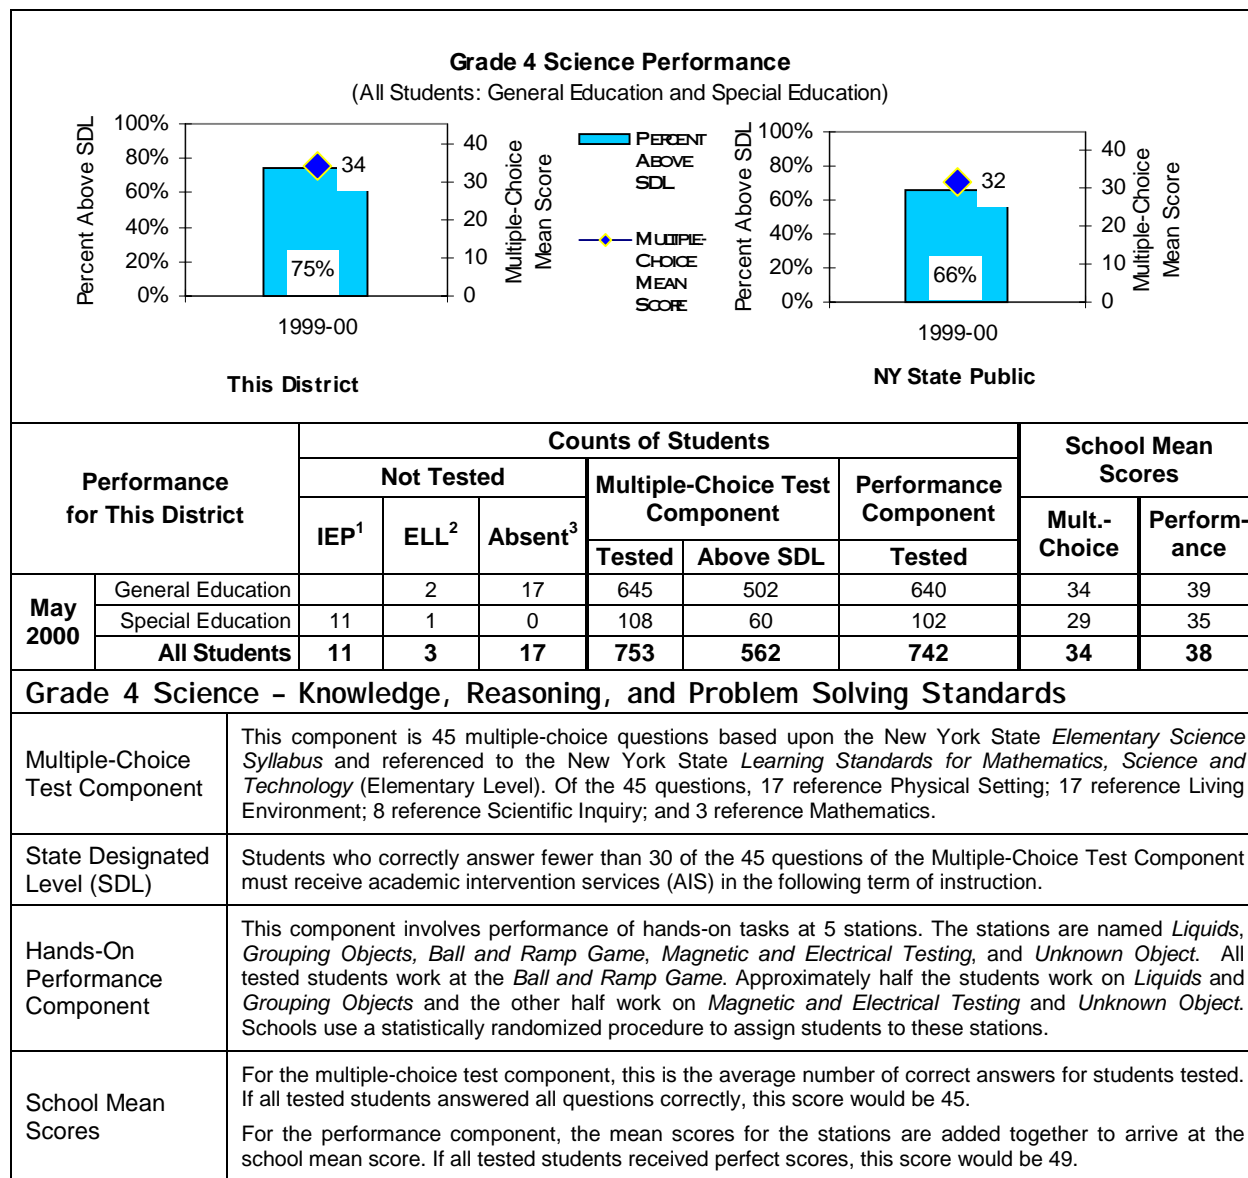 Grade 4 Science Performance
(All Students: General Education and Special Education)
Percent Above SDL
100%
80%
60%
40%
20%
0%
34
75%
40
30
20
10
0
Multiple-Choice
Mean Score
1999-00
This District
PERCENT
ABOVE
SDL
MULTIPLE-
CHOICE
MEAN
SCORE
Percent Above SDL
100%
80%
60%
40%
20%
0%
32
66%
40
30
20
10
0
Multiple-Choice
Mean Score
1999-00
NY State Public
Performance
for This District
Counts of Students
School Mean
Scores
Not Tested
Multiple-Choice Test
Component
Performance
Component
IEP1 ELL2 Absent3
Mult.-
Choice
Perform-
ance
Tested Above SDL Tested
May
2000
General Education 2 17 645 502 640 34 39
Special Education 11 1 0 108 60 102 29 35
All Students 11 3 17 753 562 742 34 38
Grade 4 Science – Knowledge, Reasoning, and Problem Solving Standards
Multiple-Choice
Test Component
This component is 45 multiple-choice questions based upon the New York State Elementary Science
Syllabus and referenced to the New York State Learning Standards for Mathematics, Science and
Technology (Elementary Level). Of the 45 questions, 17 reference Physical Setting; 17 reference Living
Environment; 8 reference Scientific Inquiry; and 3 reference Mathematics.
State Designated
Level (SDL)
Students who correctly answer fewer than 30 of the 45 questions of the Multiple-Choice Test Component
must receive academic intervention services (AIS) in the following term of instruction.
Hands-On
Performance
Component
This component involves performance of hands-on tasks at 5 stations. The stations are named Liquids,
Grouping Objects, Ball and Ramp Game, Magnetic and Electrical Testing, and Unknown Object. All
tested students work at the Ball and Ramp Game. Approximately half the students work on Liquids and
Grouping Objects and the other half work on Magnetic and Electrical Testing and Unknown Object.
Schools use a statistically randomized procedure to assign students to these stations.
School Mean
Scores
For the multiple-choice test component, this is the average number of correct answers for students tested.
If all tested students answered all questions correctly, this score would be 45.
For the performance component, the mean scores for the stations are added together to arrive at the
school mean score. If all tested students received perfect scores, this score would be 49.